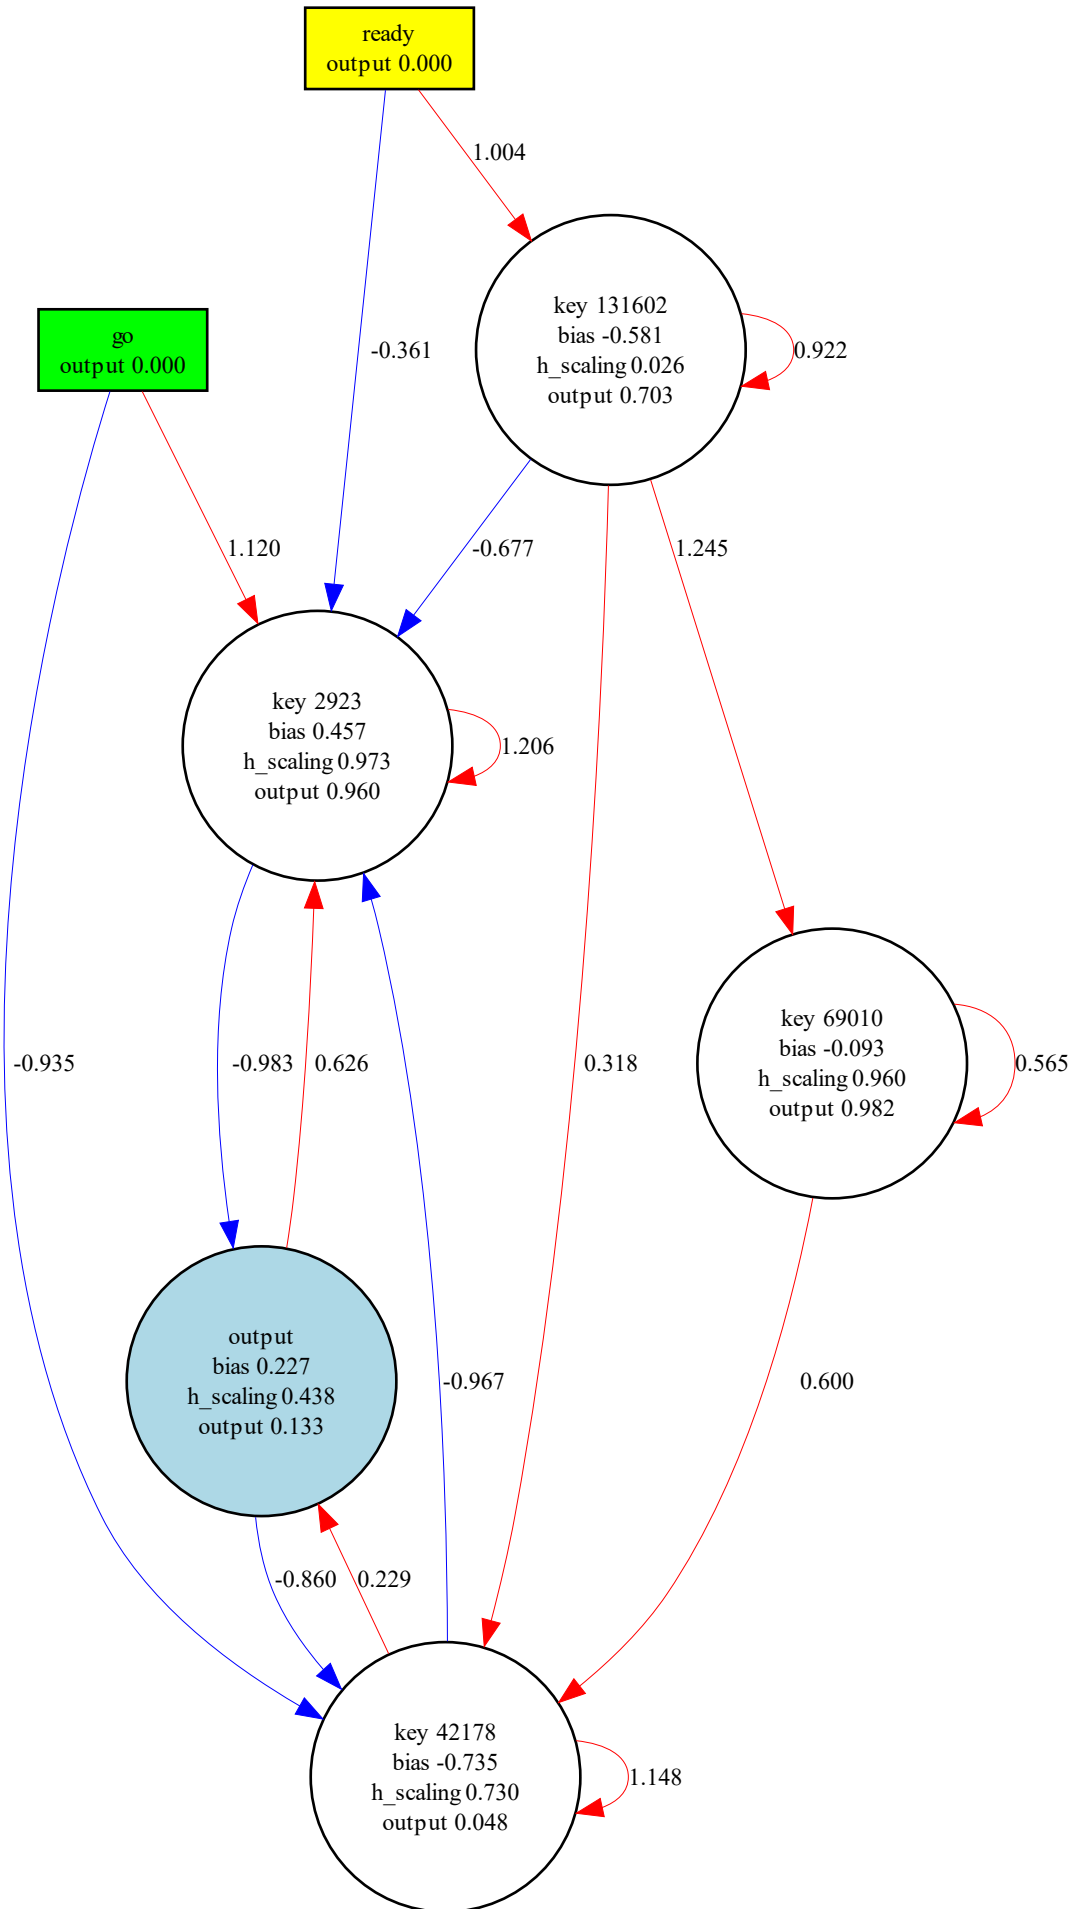 ready
output 0.000
1.004
key 131602
bias -0.581
h_scaling 0.026
output 0.703
0.922
go
output 0.000
-0.361
1.120
-0.677
1.245
key 2923
bias 0.457
h_scaling 0.973
output 0.960
1.206
key 69010
bias -0.093
h_scaling 0.960
output 0.982
0.565
-0.935
-0.983
0.626
0.318
output
bias 0.227
h_scaling 0.438
output 0.133
-0.967
0.600
-0.860
0.229
key 42178
bias -0.735
h_scaling 0.730
output 0.048
1.148